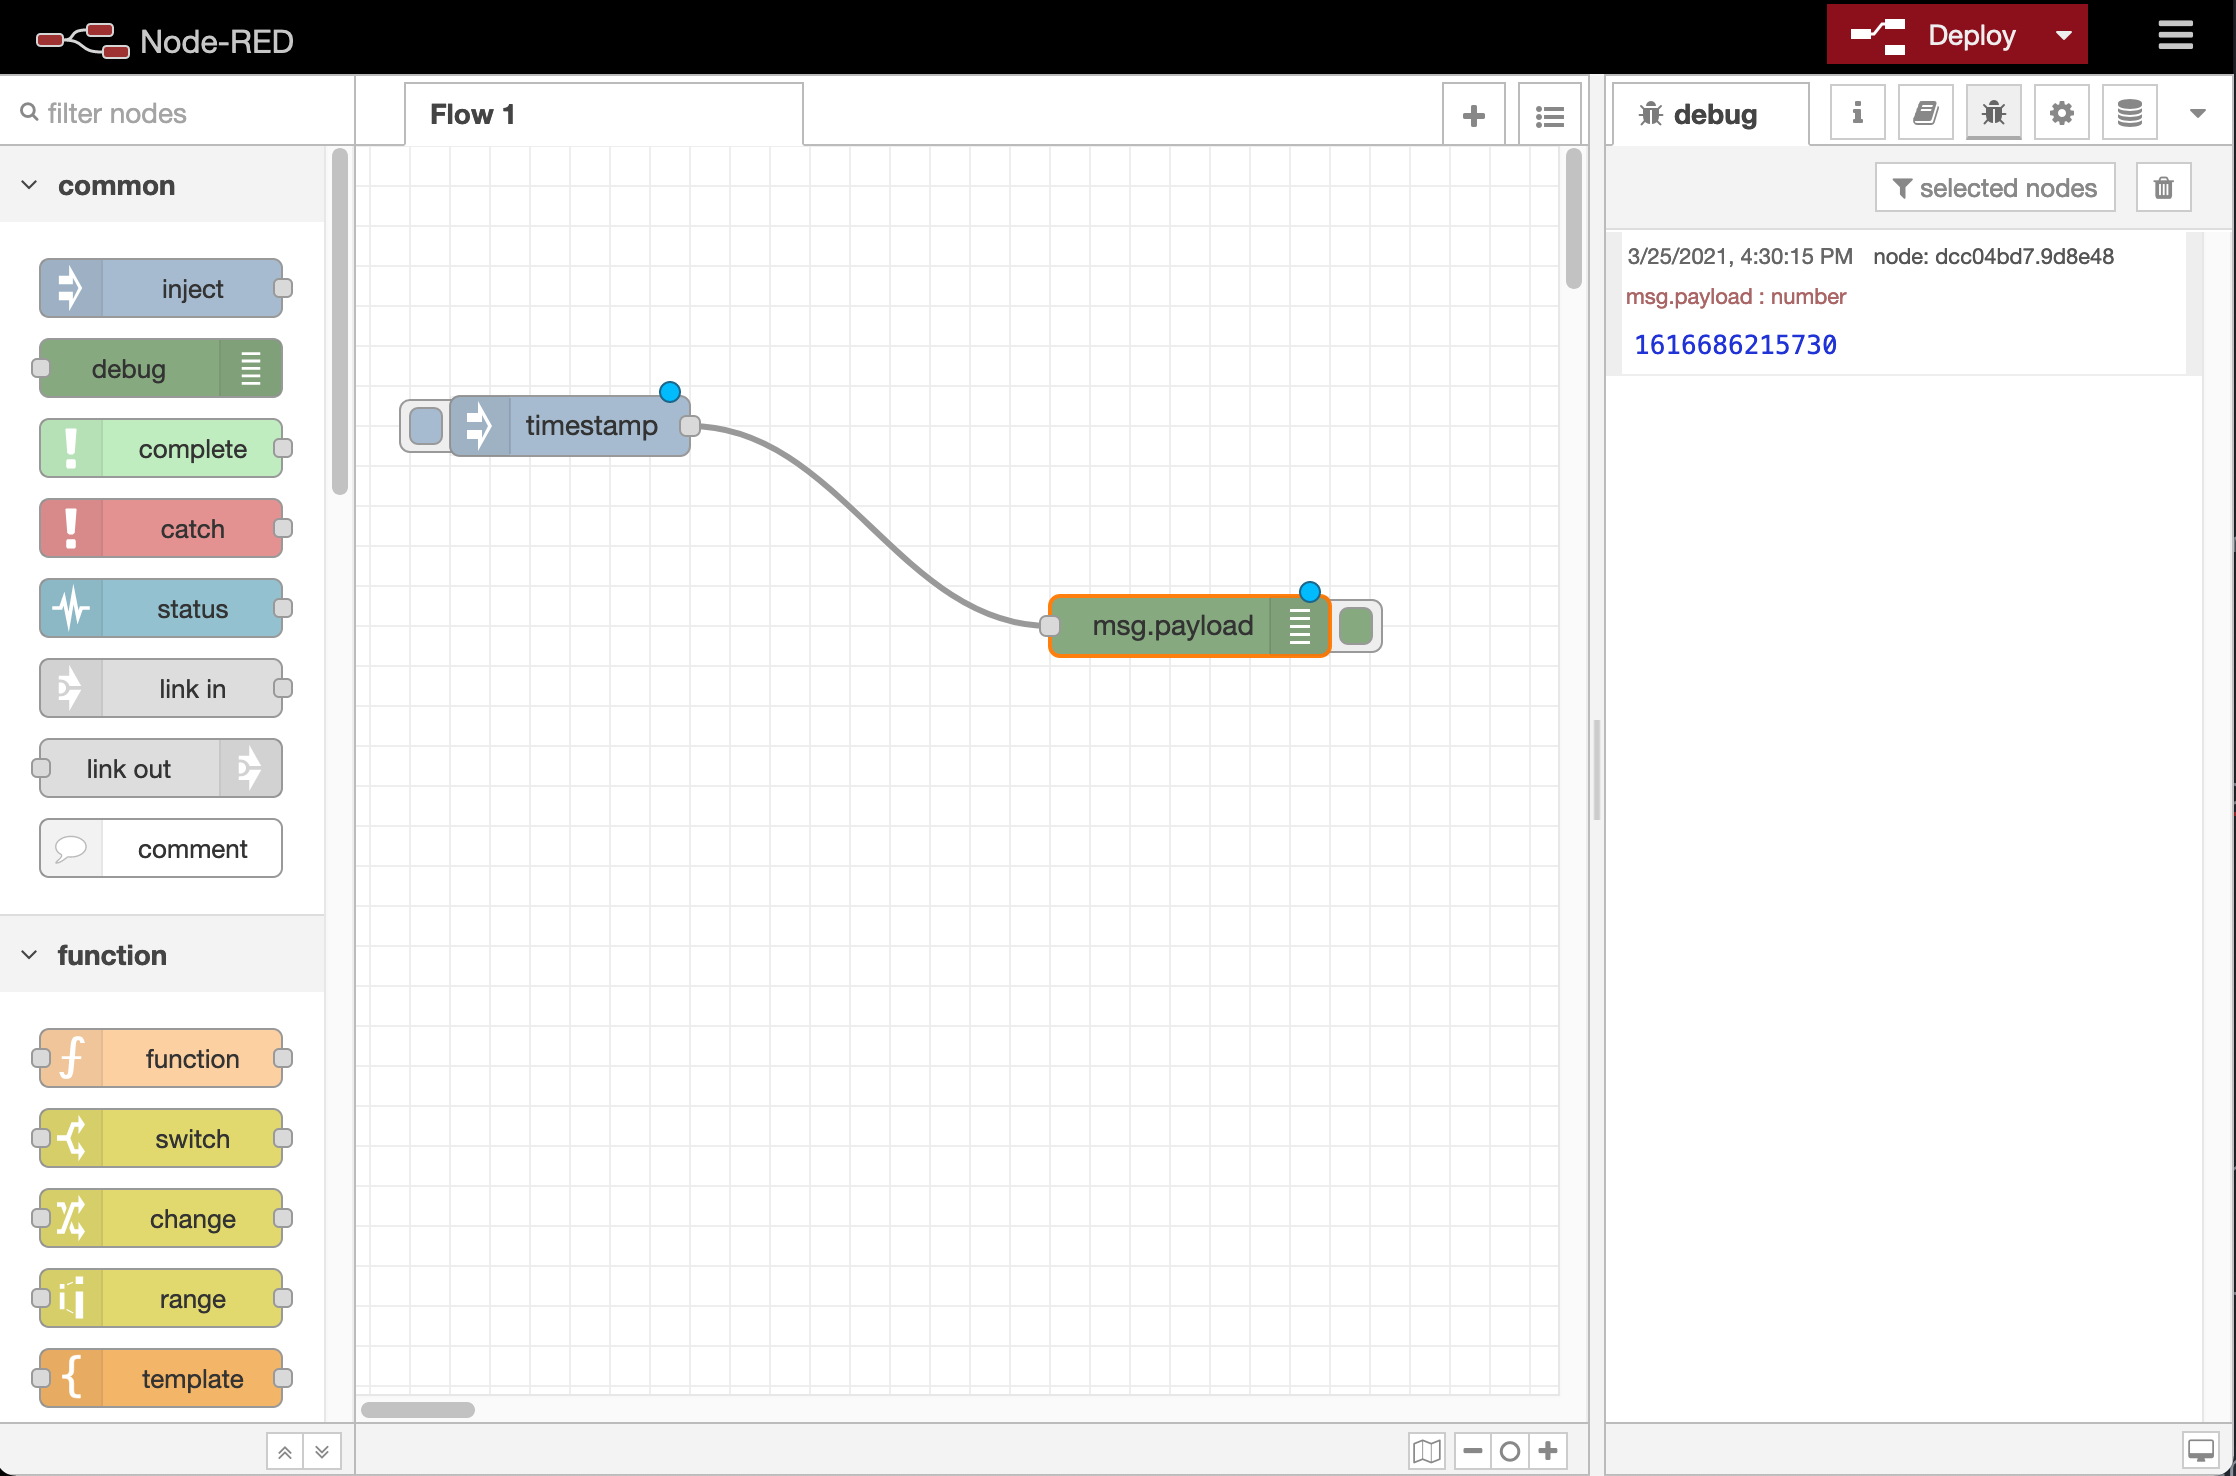 Node-RED
Deploy
filter nodes
Flow 1
debug
common
selected nodes
inject
debug
complete
catch
status
link in
link out
comment
function
function
switch
change
range
template
timestamp
msg.payload
3/25/2021, 4:30:15 PM node: dcc04bd7.9d8e48
msg.payload : number
1616686215730